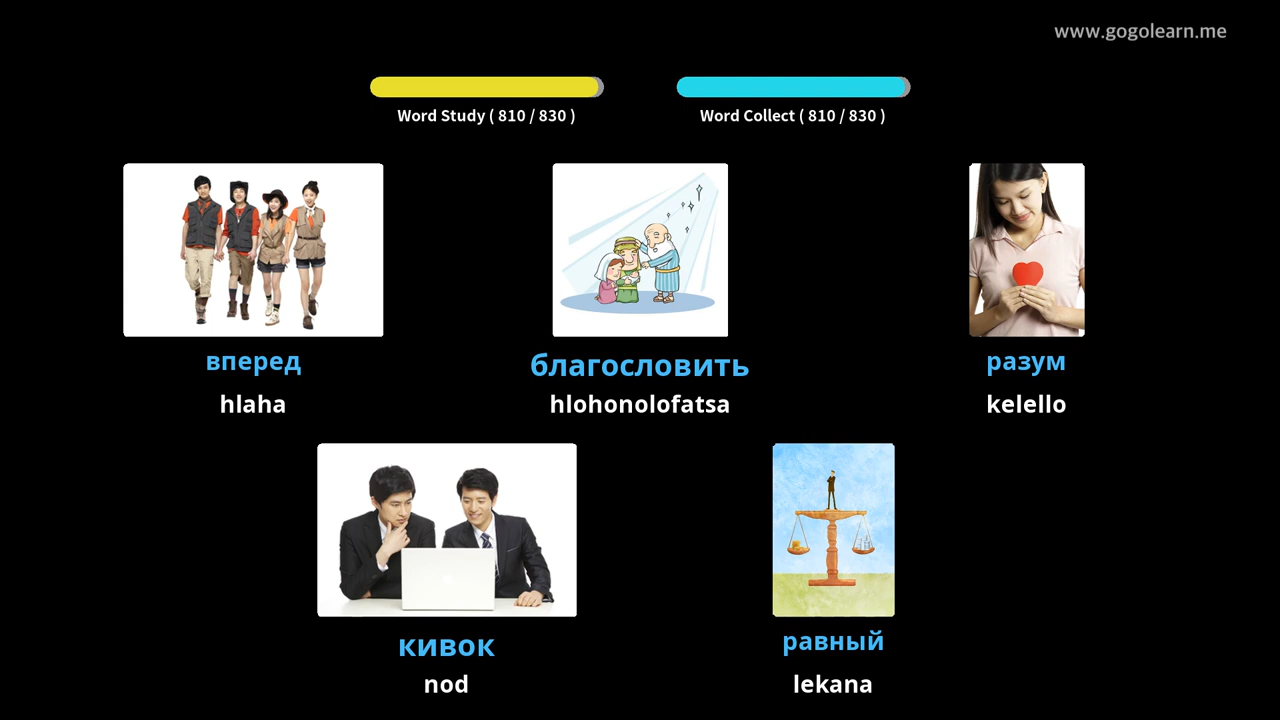 www.gogolearn.me
Word Study ( 810 / 830 )
Word Collect ( 810 / 830 )
вперед
hlaha
благословить
hlohonolofatsa
разум
kelello
кивок
nod
равный
lekana